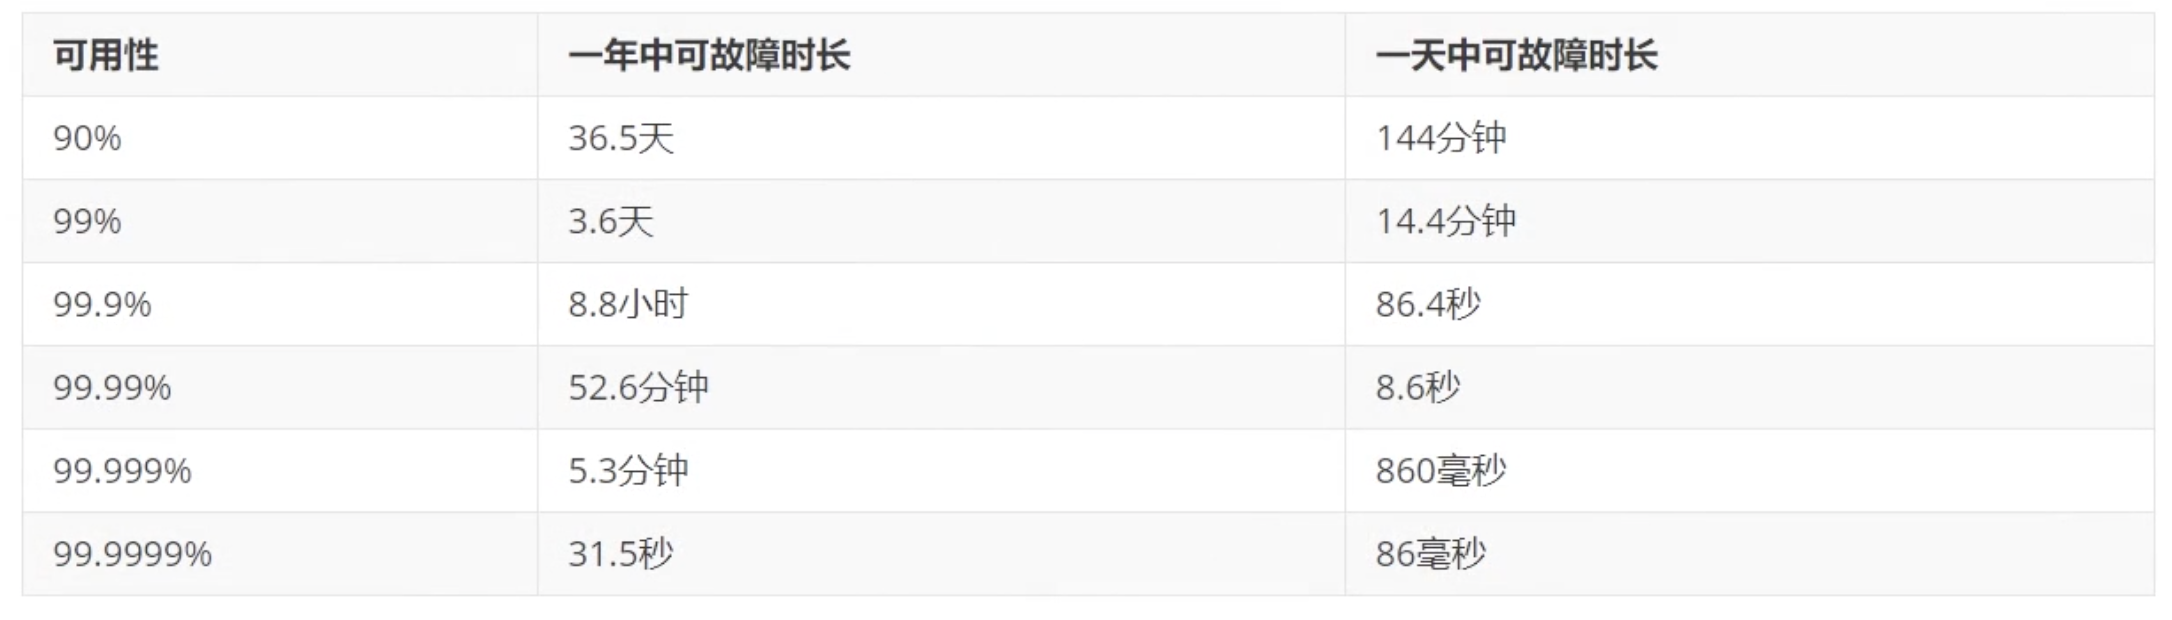 可用性 一年中可故障时长 一天中可故障时长
90% 36.5天 144分钟
99% 3.6天 14.4分钟
99.9% 8.8小时 86.4秒
99.99% 52.6分钟 8.6秒
99.999% 5.3分钟 860毫秒
99.9999% 31.5秒 86毫秒